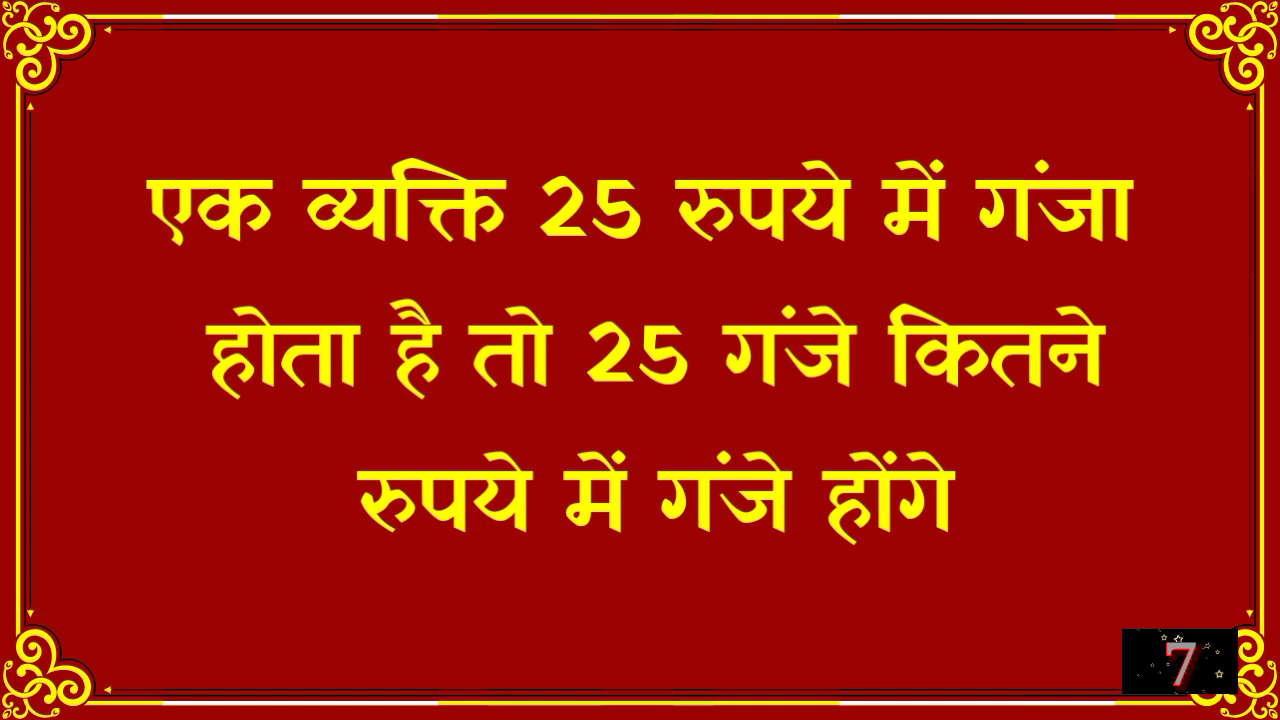 एक व्यक्ति 25 रुपये में गंजा
होता है तो 25 गंजे कितने
रुपये में गंजे होंगे
7